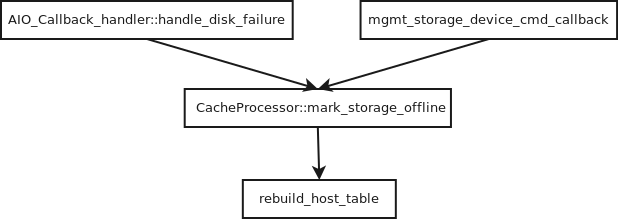 AIO_Callback_handler::handle_disk_failure
mgmt_storage_device_cmd_callback
CacheProcessor::mark_storage_offline
rebuild_host_table